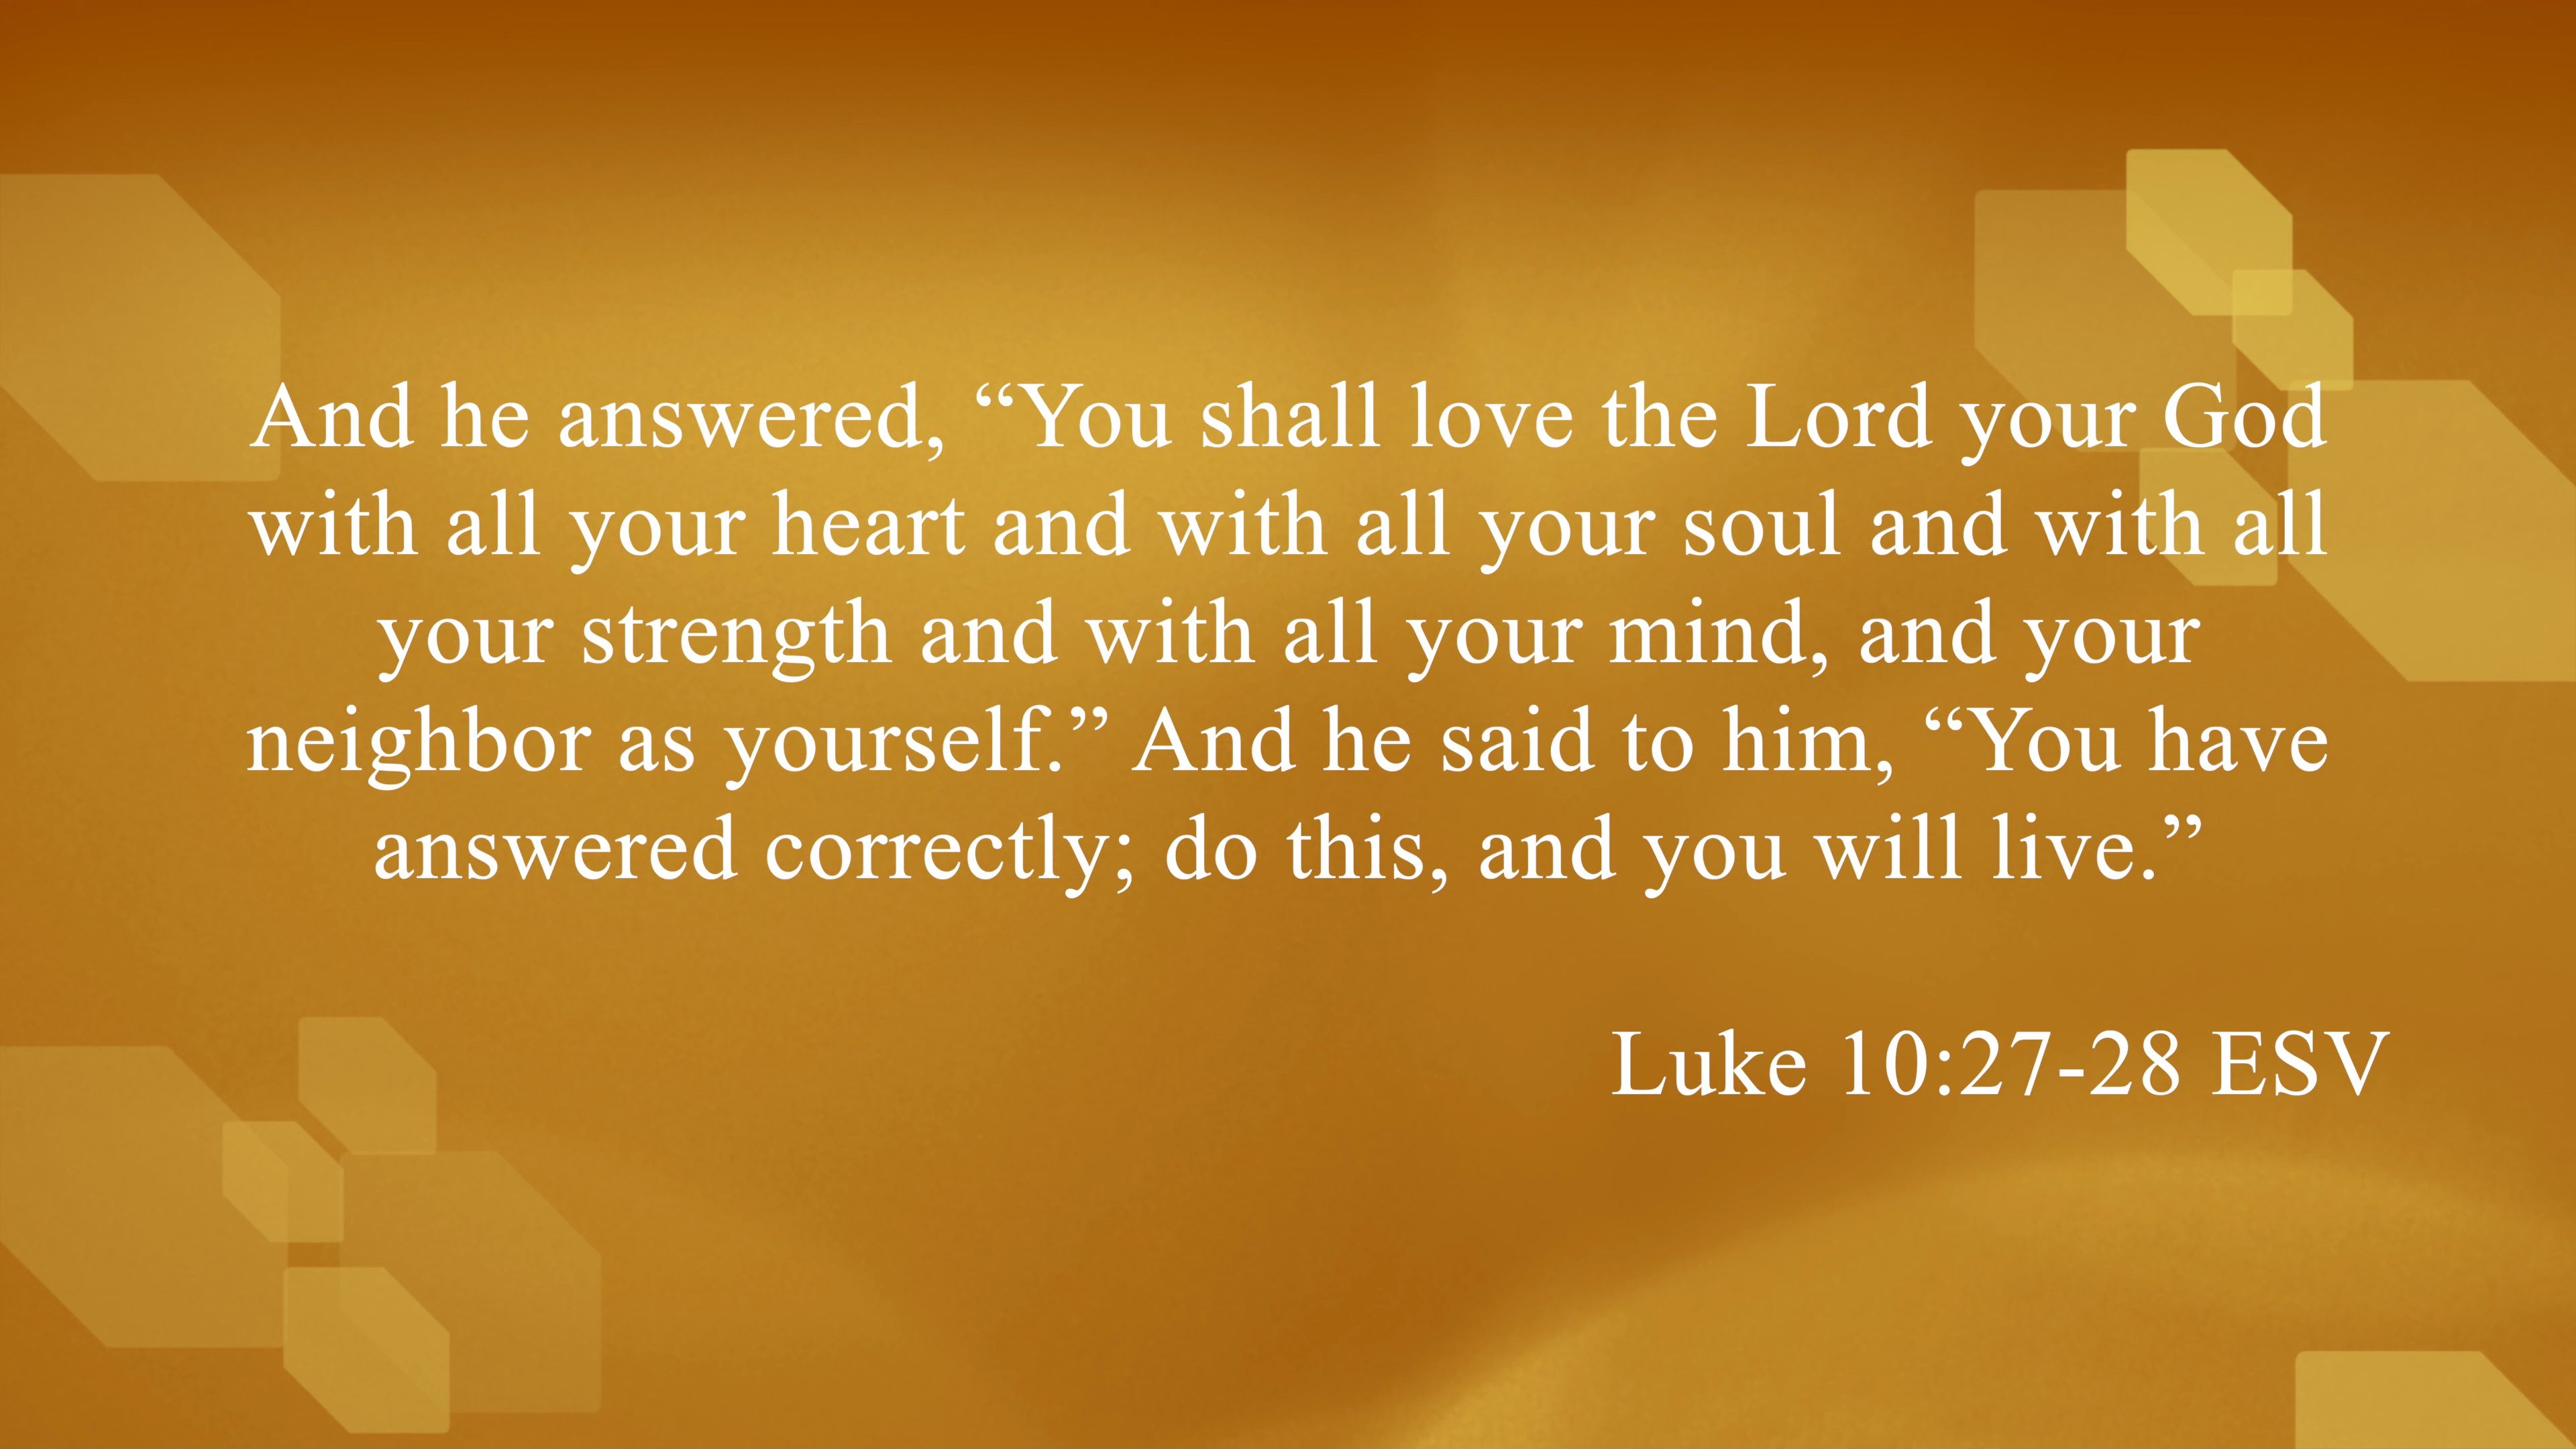 And he answered, “You shall love the Lord your God
with all your heart and with all your soul and with all
your strength and with all your mind, and your
neighbor as yourself.” And he said to him, “You have
answered correctly; do this, and you will live.”
Luke 10:27-28 ESV